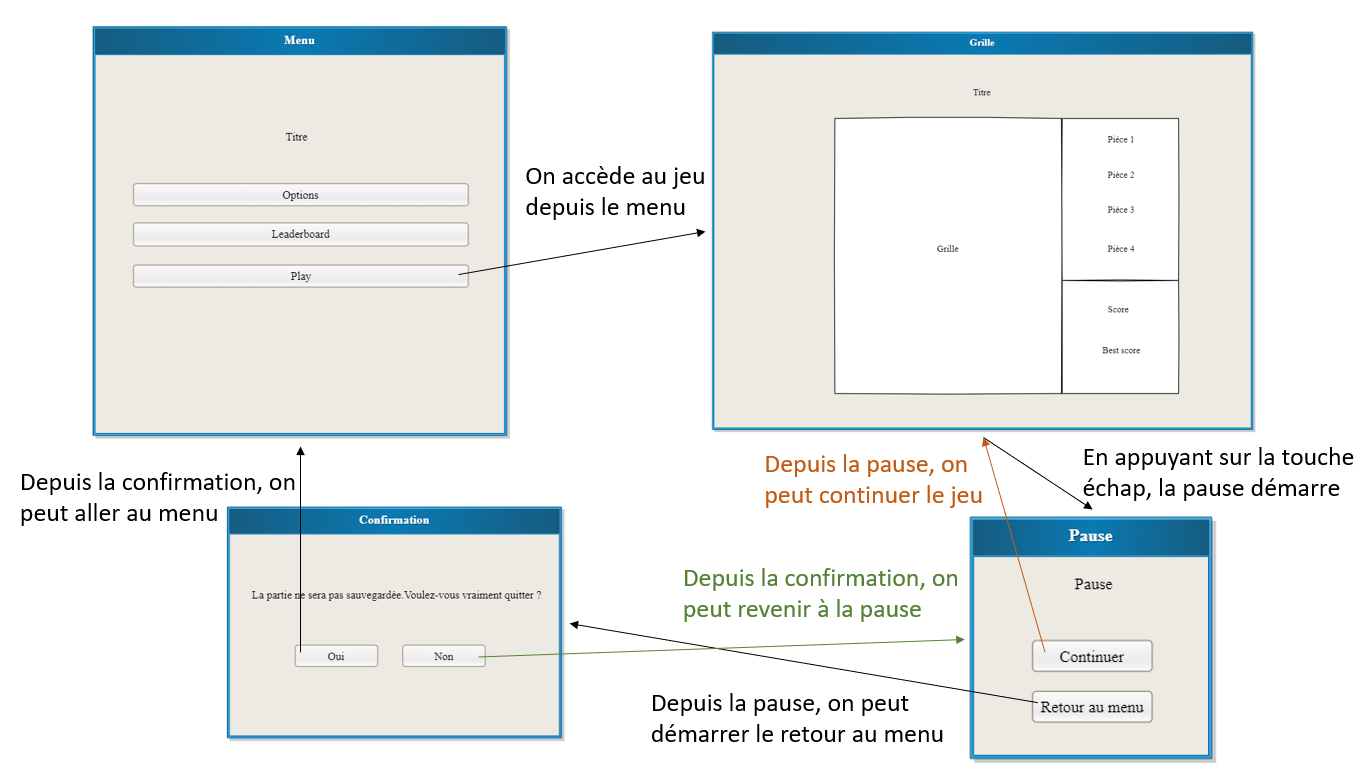 Menu
Titre
Options
Leaderboard
Play
On accède au jeu
depuis le menu
Grille
Titre
Grille
Pièce 1
Pièce 2
Pièce 3
Pièce 4
Score
Best score
Depuis la confirmation, on
peut aller au menu
Depuis la pause, on
peut continuer le jeu
En appuyant sur la touche
échap, la pause démarre
Confirmation
La partie ne sera pas sauvegardée.Voulez-vous vraiment quitter ?
Oui
Non
Depuis la confirmation, on
peut revenir à la pause
Pause
Pause
Continuer
Retour au menu
Depuis la pause, on peut
démarrer le retour au menu